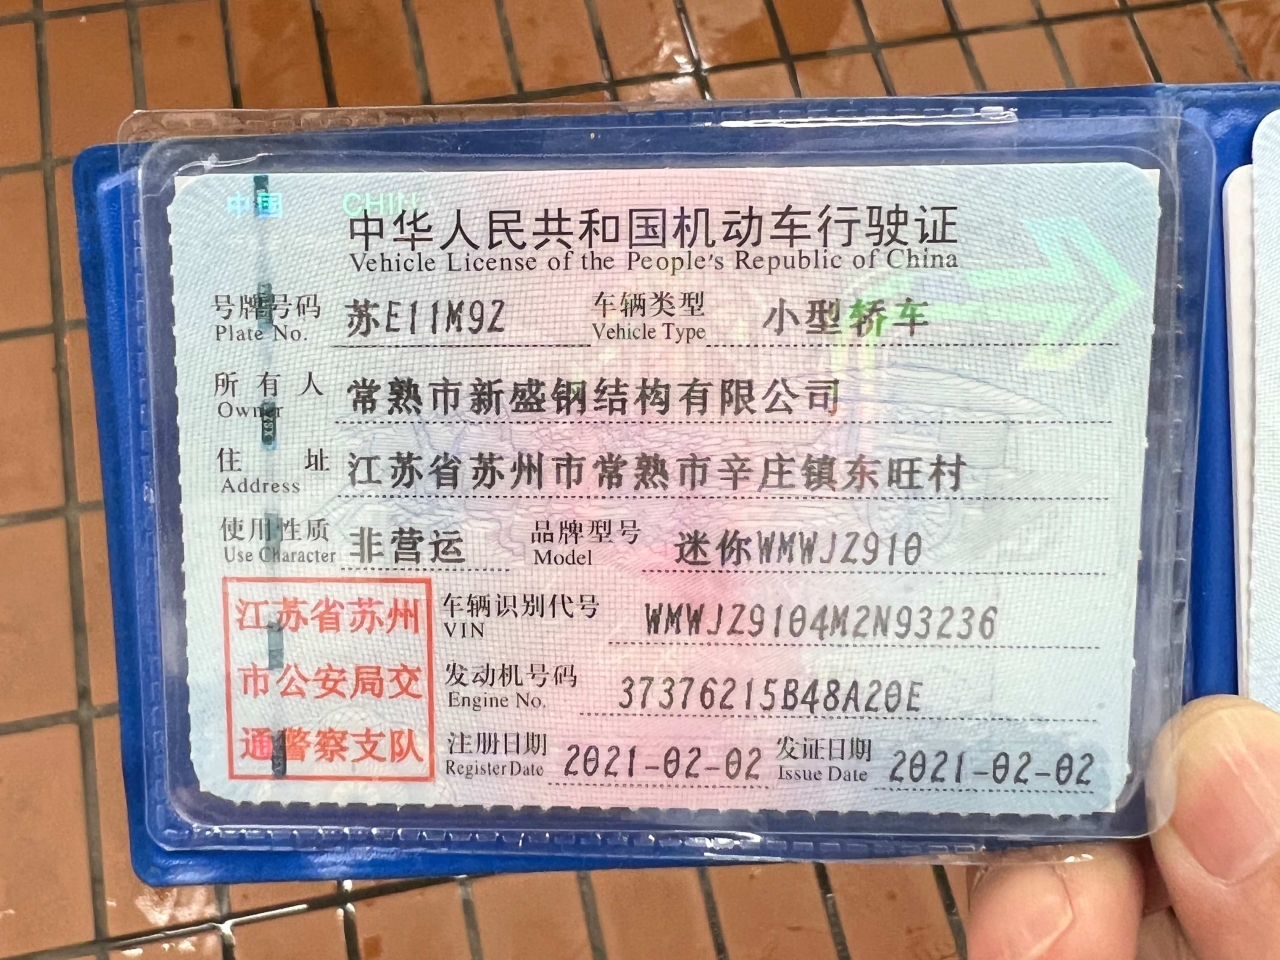 中国 CHIN
中华人民共和国机动车行驶证
Vehicle License of the People's Republic of China
号牌号码 苏E11M9Z 车辆类型 小型轿车
Plate No. Vehicle Type
所有人 常熟市新盛钢结构有限公司
Owner
住址 江苏省苏州市常熟市辛庄镇东旺村
Address
使用性质 非营运 品牌型号 迷你WMWJZ910
Use Character Model
江苏省苏州
市公安局交
通警察支队
车辆识别代号 WMWJZ9104M2N93236
VIN
发动机号码 37376215B48A20E
Engine No.
注册日期 2021-02-02 发证日期 2021-02-02
Register Date Issue Date